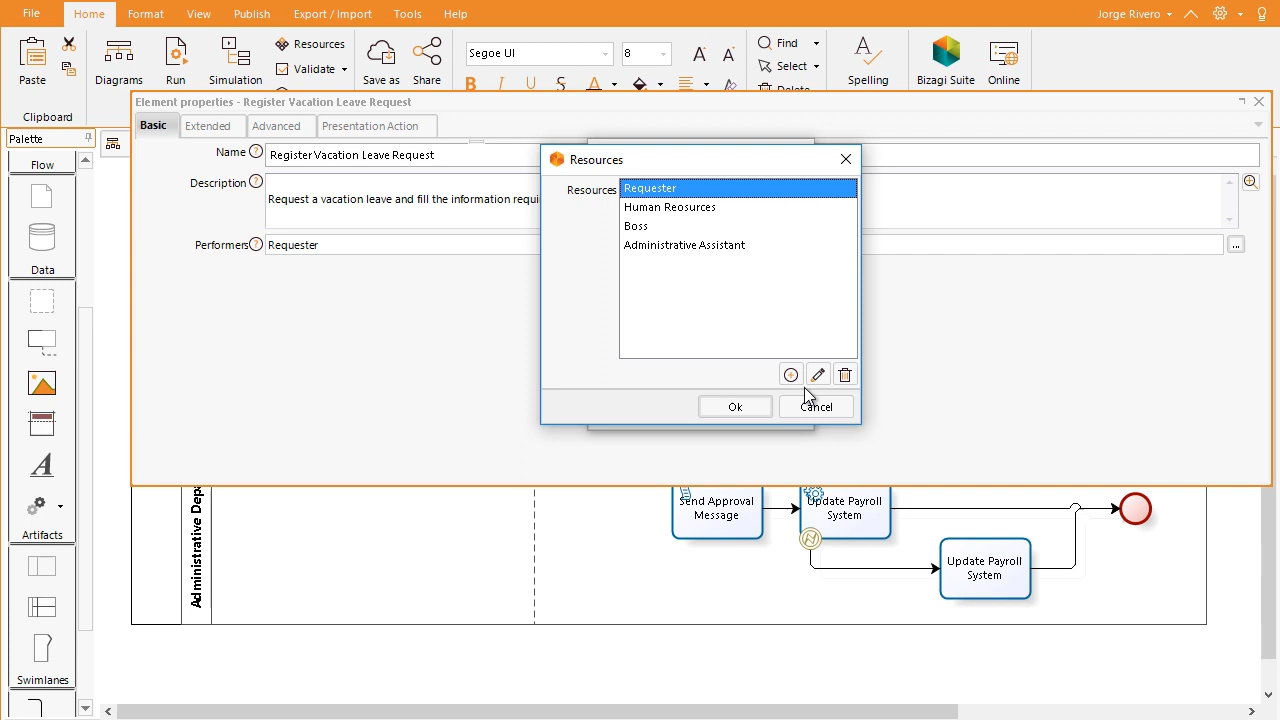 File
Home
Format
View
Publish
Export / Import
Tools
Help
Jorge Rivero
Paste
Clipboard
Diagrams
Run
Simulation
Resources
Validate
Save as
Share
Segoe UI
8
B I U S A
Find
Select
Delete
Spelling
Bizagi Suite
Online
Element properties - Register Vacation Leave Request
Basic
Extended
Advanced
Presentation Action
Palette
Flow
Data
Artifacts
Swimlanes
Name
Register Vacation Leave Request
Description
Request a vacation leave and fill the information requi
Performers
Requester
...
Resources
Resources
Requester
Human Reosurces
Boss
Administrative Assistant
Ok
Cancel
Administrative Depa
Send Approval
Message
Update Payroll
System
Update Payroll
System